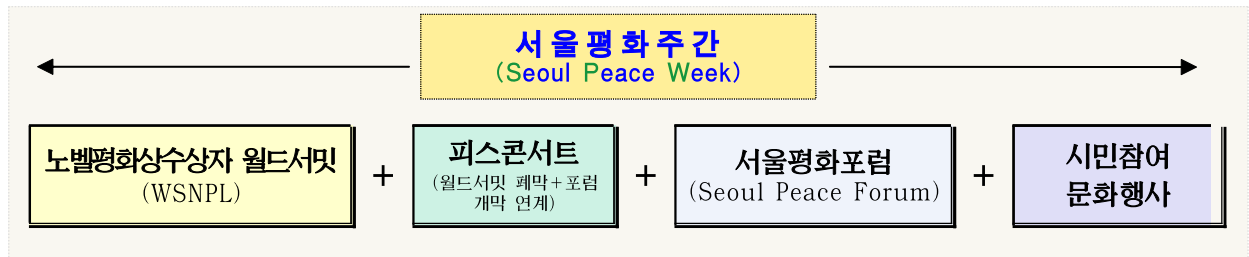 서울평화주간
(Seoul Peace Week)
노벨평화상수상자 월드서밋
(WSNPL)
+
피스콘서트
(월드서밋 폐막+포럼
개막 연계)
+
서울평화포럼
(Seoul Peace Forum)
+
시민참여
문화행사